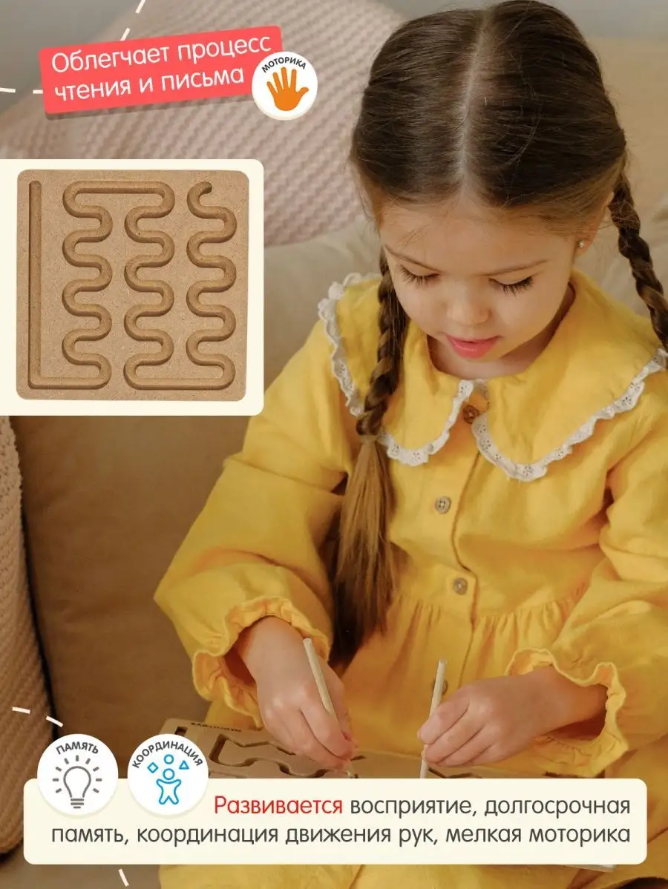 Облегчает процесс
чтения и письма
МОТОРИКА
ПАМЯТЬ
КООРДИНАЦИЯ
Развивается восприятие, долгосрочная
память, координация движения рук, мелкая моторика